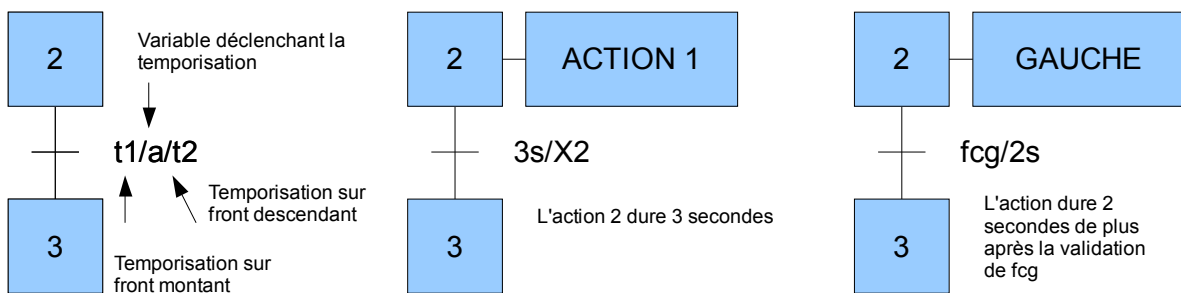 2
Variable déclenchant la
temporisation
t1/a/t2
Temporisation sur
front descendant
3
Temporisation sur
front montant
2
ACTION 1
3s/X2
L'action 2 dure 3 secondes
3
2
GAUCHE
fcg/2s
3
L'action dure 2
secondes de plus
après la validation
de fcg